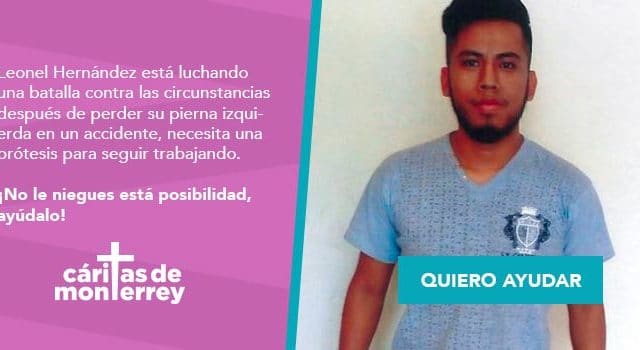 Leonel Hernández está luchando
una batalla contra las circunstancias
después de perder su pierna izqui-
erda en un accidente, necesita una
prótesis para seguir trabajando.
¡No le niegues está posibilidad,
ayúdalo!
cáritas de
monterrey
QUIERO AYUDAR